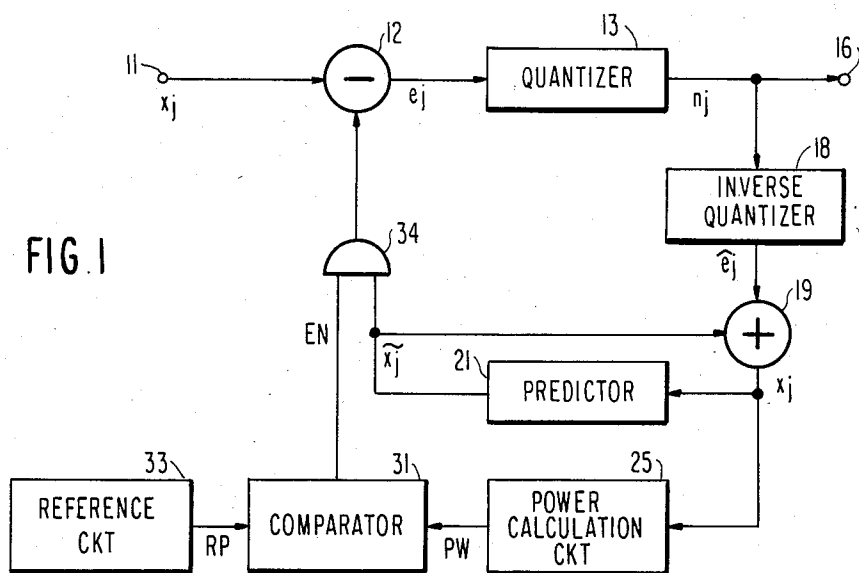 12
13
16
11
QUANTIZER
x_j
e_j
n_j
18
INVERSE
QUANTIZER
FIG. 1
34
ê_j
19
EN
x̃_j
21
PREDICTOR
x_j
33
31
25
REFERENCE
CKT
RP
COMPARATOR
PW
POWER
CALCULATION
CKT